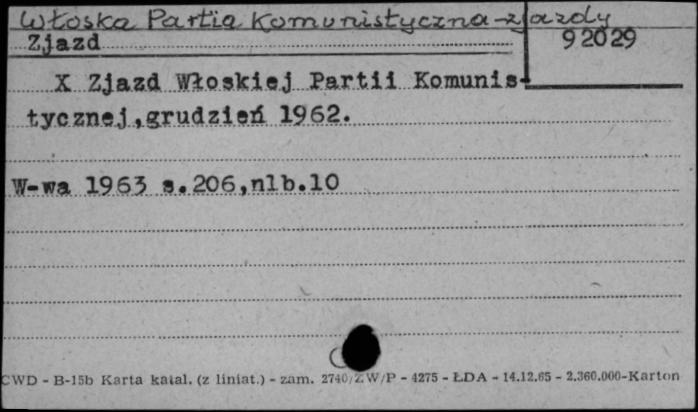 Włoska Partia Komunistyczna-zjazdy
Zjazd 92029
X Zjazd Włoskiej Partii Komunis-
tycznej,grudzień 1962.
W-wa 1963 s.206,nlb.10
CWD - B-15b Karta katal. (z liniat.) - zam. 2740/ZW/P - 4275 - ŁDA - 14.12.65 - 2.360.000-Karton